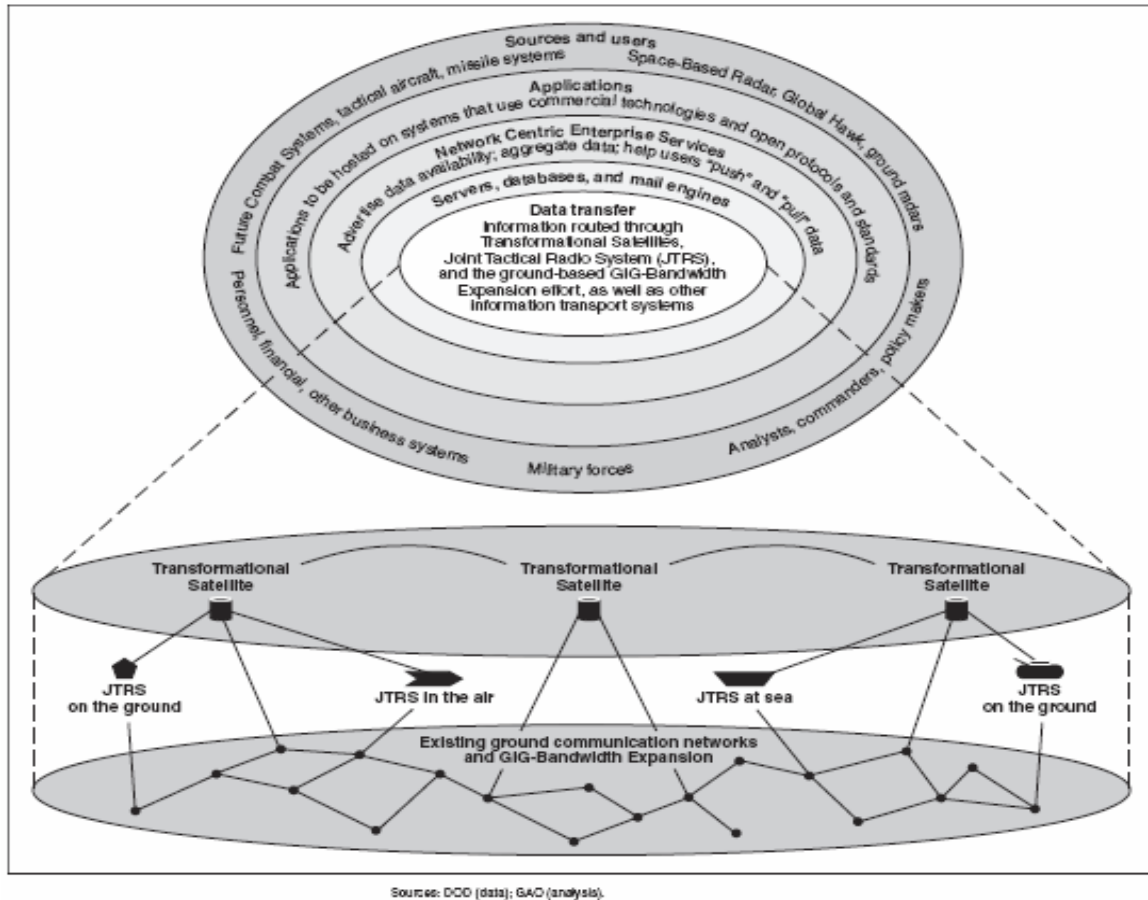 Sources and users
Future Combat Systems, tactical aircraft, missile systems
Space-Based Radar, Global Hawk, ground radars
Applications
Applications to be hosted on systems that use commercial technologies and open protocols and standards
Network Centric Enterprise Services
Advertise data availability; aggregate data; help users "push" and "pull" data
Servers, databases, and mail engines
Data transfer
Information routed through
Transformational Satellites,
Joint Tactical Radio System (JTRS),
and the ground-based GIG-Bandwidth
Expansion effort, as well as other
information transport systems
Personnel, financial, other business systems
Military forces
Analysts, commanders, policy makers
Transformational
Satellite
Transformational
Satellite
Transformational
Satellite
JTRS
on the ground
JTRS in the air
JTRS at sea
JTRS
on the ground
Existing ground communication networks
and GIG-Bandwidth Expansion
Sources: DOD (data); GAO (analysis).